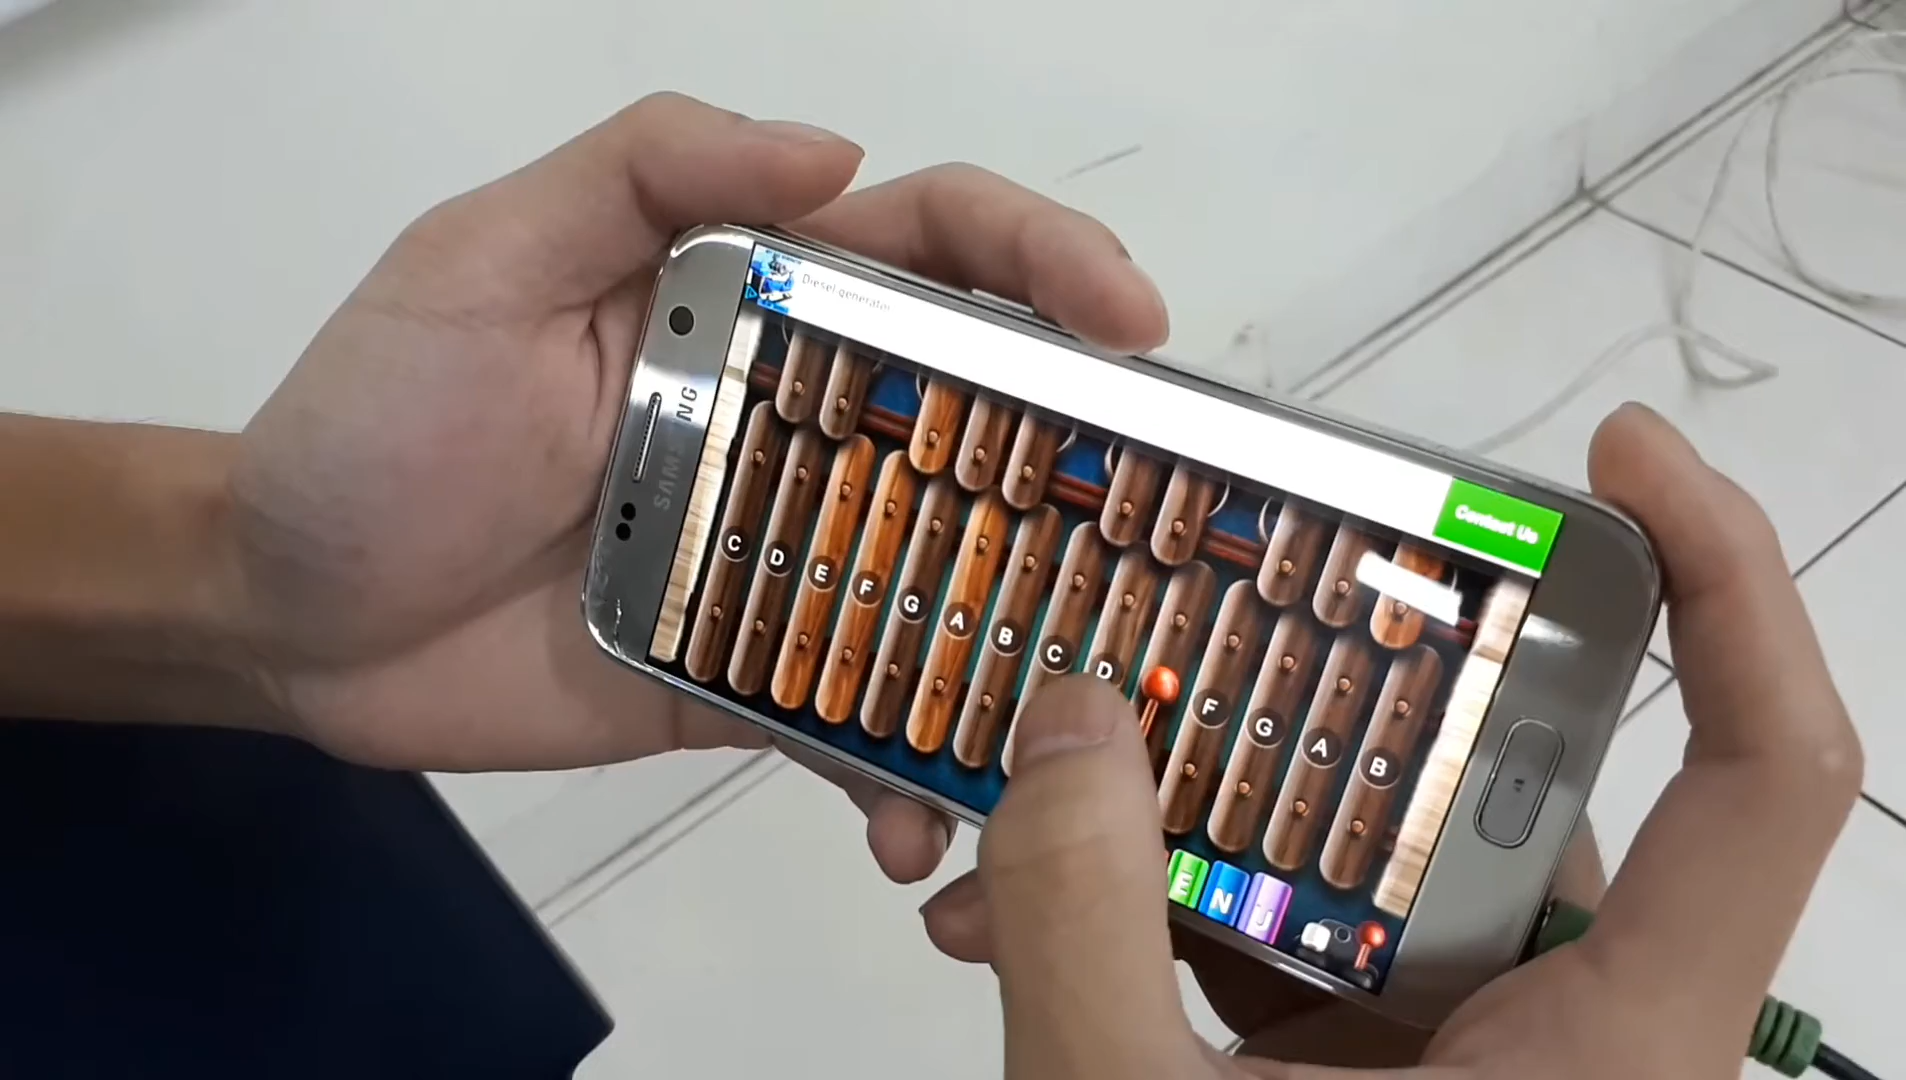 SAMSUNG
Diesel generator
Contact Us
C D E F G A B C D F G A B
E N U